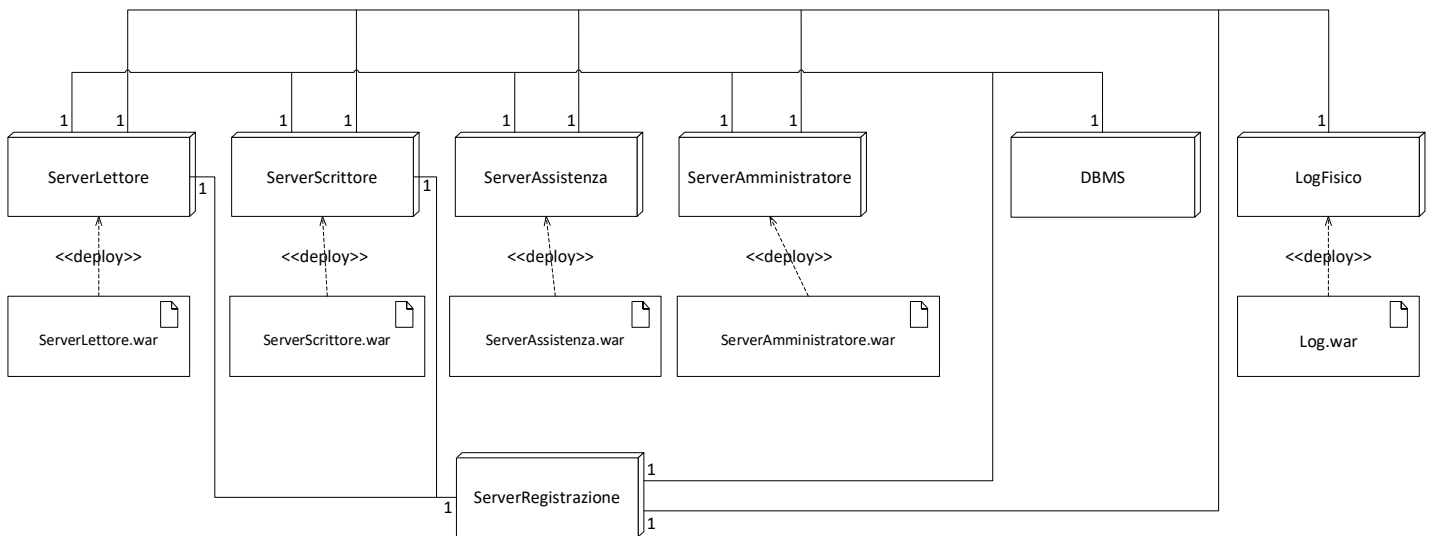 1 1 1 1 1 1 1 1 1 1
ServerLettore ServerScrittore ServerAssistenza ServerAmministratore DBMS LogFisico
1 1
<<deploy>> <<deploy>> <<deploy>> <<deploy>> <<deploy>>
ServerLettore.war ServerScrittore.war ServerAssistenza.war ServerAmministratore.war Log.war
1
ServerRegistrazione
1
1